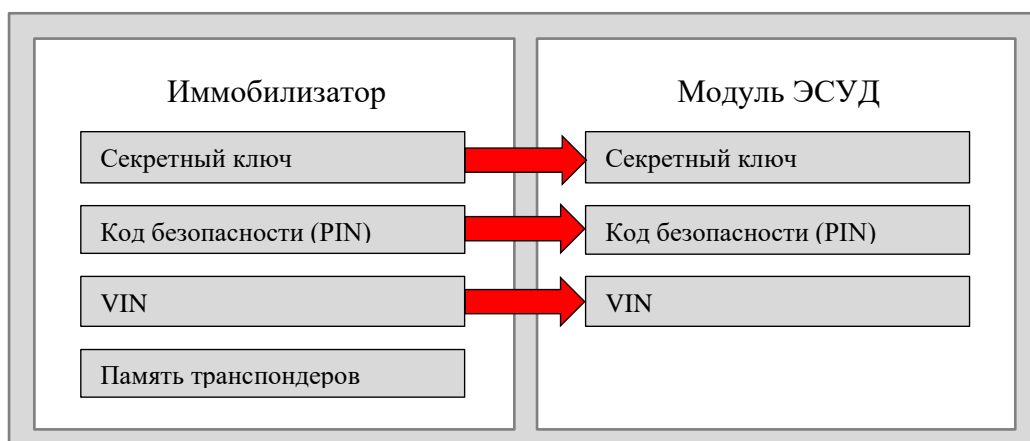 Иммобилизатор
Модуль ЭСУД
Секретный ключ
Секретный ключ
Код безопасности (PIN)
Код безопасности (PIN)
VIN
VIN
Память транспондеров